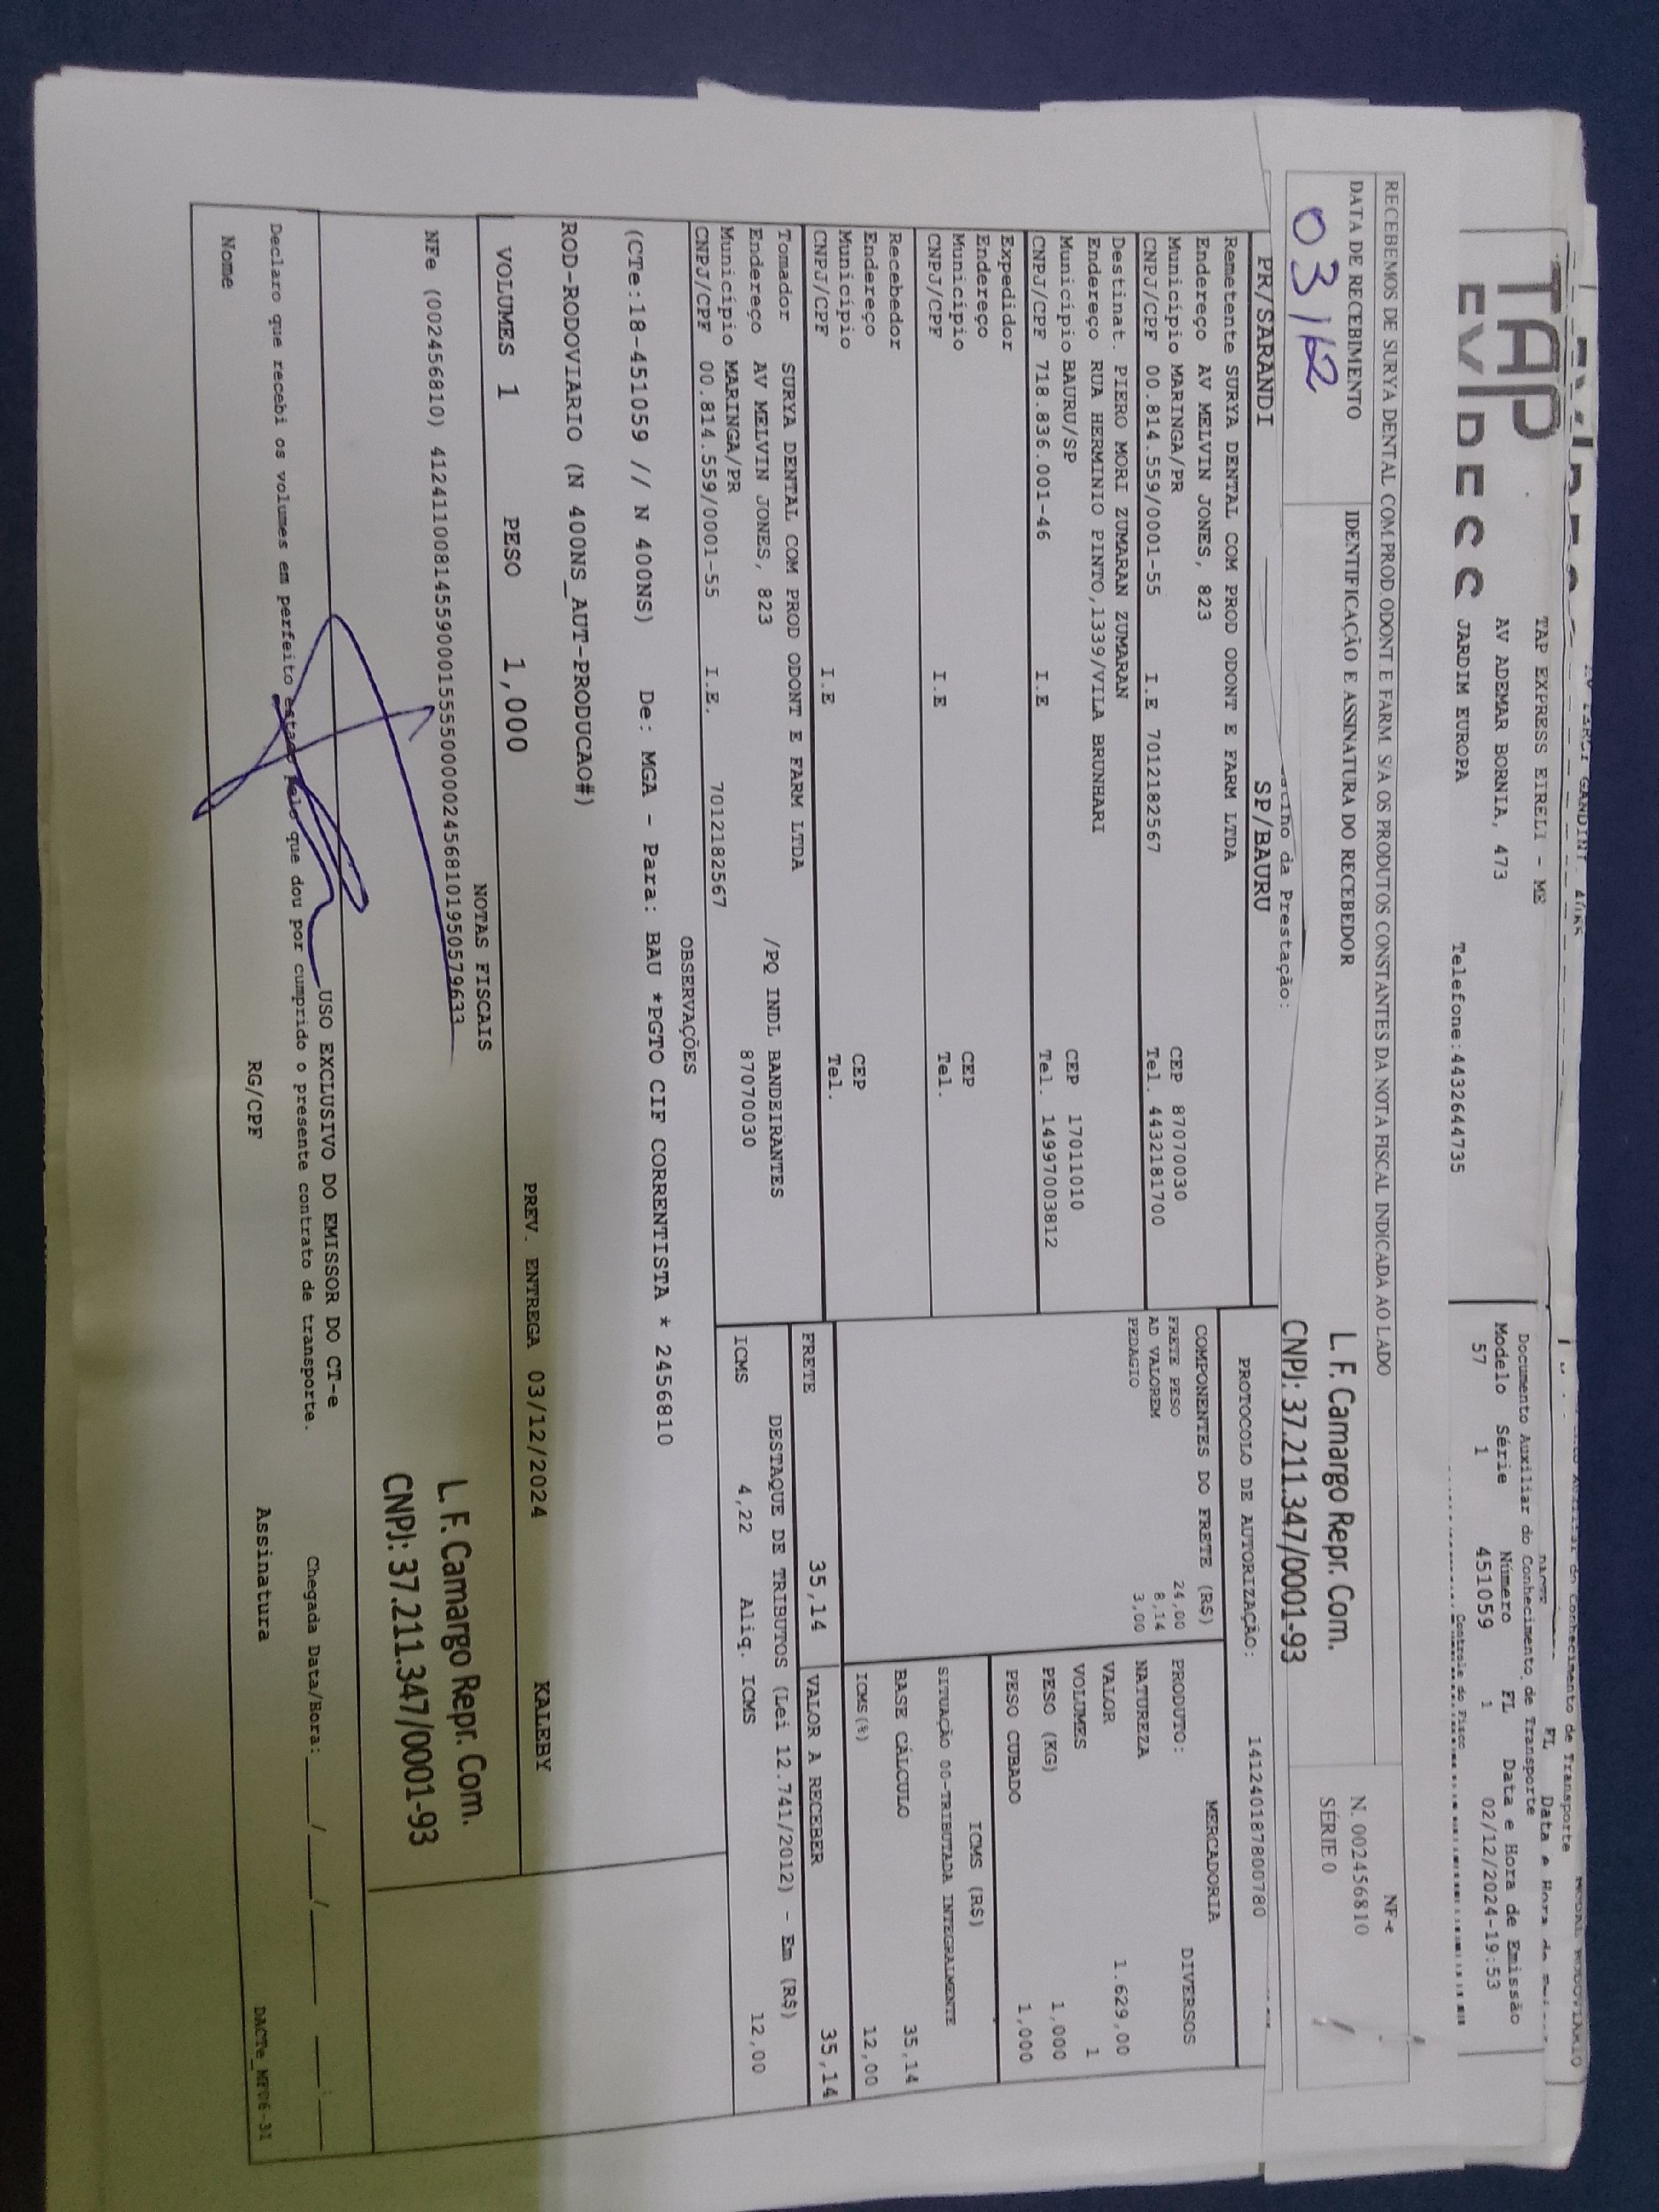 TAP
TAP EXPRESS EIRELI - ME
AV ADEMAR BORNIA, 473
JARDIM EUROPA
Telefone:4432644735
Documento Auxiliar do Conhecimento de Transporte
Modelo Série Número FL Data e Hora de Emissão
57 1 451059 1 02/12/2024-19:53
Controle do Fisco
RECEBEMOS DE SURYA DENTAL COM PROD ODONT E FARM S/A OS PRODUTOS CONSTANTES DA NOTA FISCAL INDICADA AO LADO
DATA DE RECEBIMENTO
03/12
IDENTIFICAÇÃO E ASSINATURA DO RECEBEDOR
L. F. Camargo Repr. Com.
CNPJ: 37.211.347/0001-93
NF-e
N. 002456810
SÉRIE 0
da Prestação:
PR/SARANDI SP/BAURU
PROTOCOLO DE AUTORIZAÇÃO: 141240187800780
Remetente SURYA DENTAL COM PROD ODONT E FARM LTDA
Endereço AV MELVIN JONES, 823
Município MARINGA/PR CEP 87070030
CNPJ/CPF 00.814.559/0001-55 I.E 7012182567 Tel. 4432181700
Destinat. PIERO MORI ZUMARAN ZUMARAN
Endereço RUA HERMINIO PINTO,1339/VILA BRUNHARI
Município BAURU/SP CEP 17011010
CNPJ/CPF 718.836.001-46 I.E Tel. 14997003812
Expedidor
Endereço
Município CEP
CNPJ/CPF I.E Tel.
Recebedor
Endereço
Município CEP
CNPJ/CPF I.E Tel.
Tomador SURYA DENTAL COM PROD ODONT E FARM LTDA
Endereço AV MELVIN JONES, 823 /PQ INDL BANDEIRANTES
Município MARINGA/PR 87070030
CNPJ/CPF 00.814.559/0001-55 I.E. 7012182567
COMPONENTES DO FRETE (R$)
FRETE PESO 24,00
AD VALOREM 8,14
PEDAGIO 3,00
MERCADORIA
PRODUTO: DIVERSOS
NATUREZA
VALOR 1.629,00
VOLUMES 1
PESO (KG) 1,000
PESO CUBADO 1,000
ICMS (R$)
SITUAÇÃO 00-TRIBUTADA INTEGRALMENTE
BASE CÁLCULO 35,14
ICMS(%) 12,00
FRETE 35,14
VALOR A RECEBER 35,14
DESTAQUE DE TRIBUTOS (Lei 12.741/2012) - Em (R$)
ICMS 4,22 Aliq. ICMS 12,00
OBSERVAÇÕES
(CTe:18-451059 // N 400NS) De: MGA - Para: BAU *PGTO CIF CORRENTISTA * 2456810
ROD-RODOVIARIO (N 400NS_AUT-PRODUCAO#)
VOLUMES 1 PESO 1,000 PREV. ENTREGA 03/12/2024 KALEBY
NOTAS FISCAIS
NFe (002456810) 41241100814559000155550000024568101950579633
L. F. Camargo Repr. Com.
CNPJ: 37.211.347/0001-93
USO EXCLUSIVO DO EMISSOR DO CT-e
Declaro que recebi os volumes em perfeito estado pelo que dou por cumprido o presente contrato de transporte.
Chegada Data/Hora:____/____/____ ___:___
Nome RG/CPF Assinatura
DACTe_MF06-31